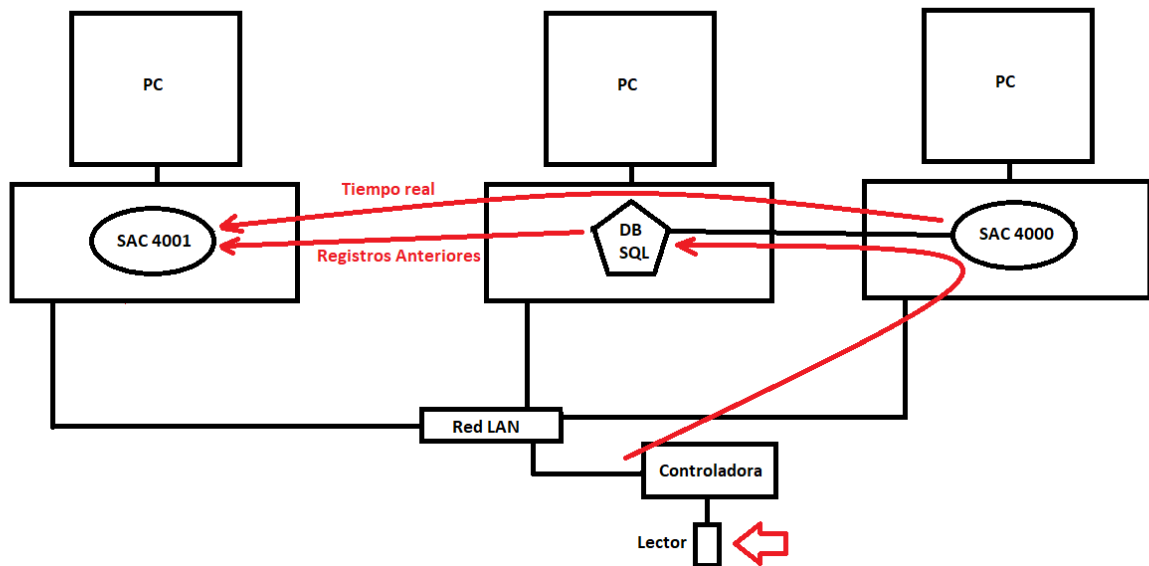 PC
PC
PC
Tiempo real
SAC 4001
DB
SQL
SAC 4000
Registros Anteriores
Red LAN
Controladora
Lector